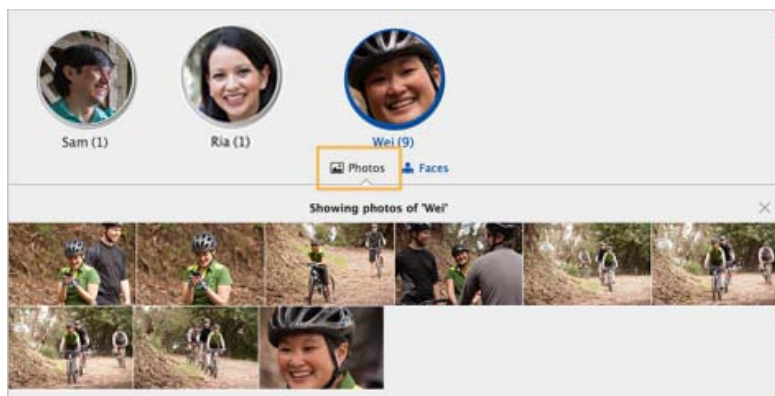 Sam (1) Ria (1) Wei (9)
Photos Faces
Showing photos of 'Wei'